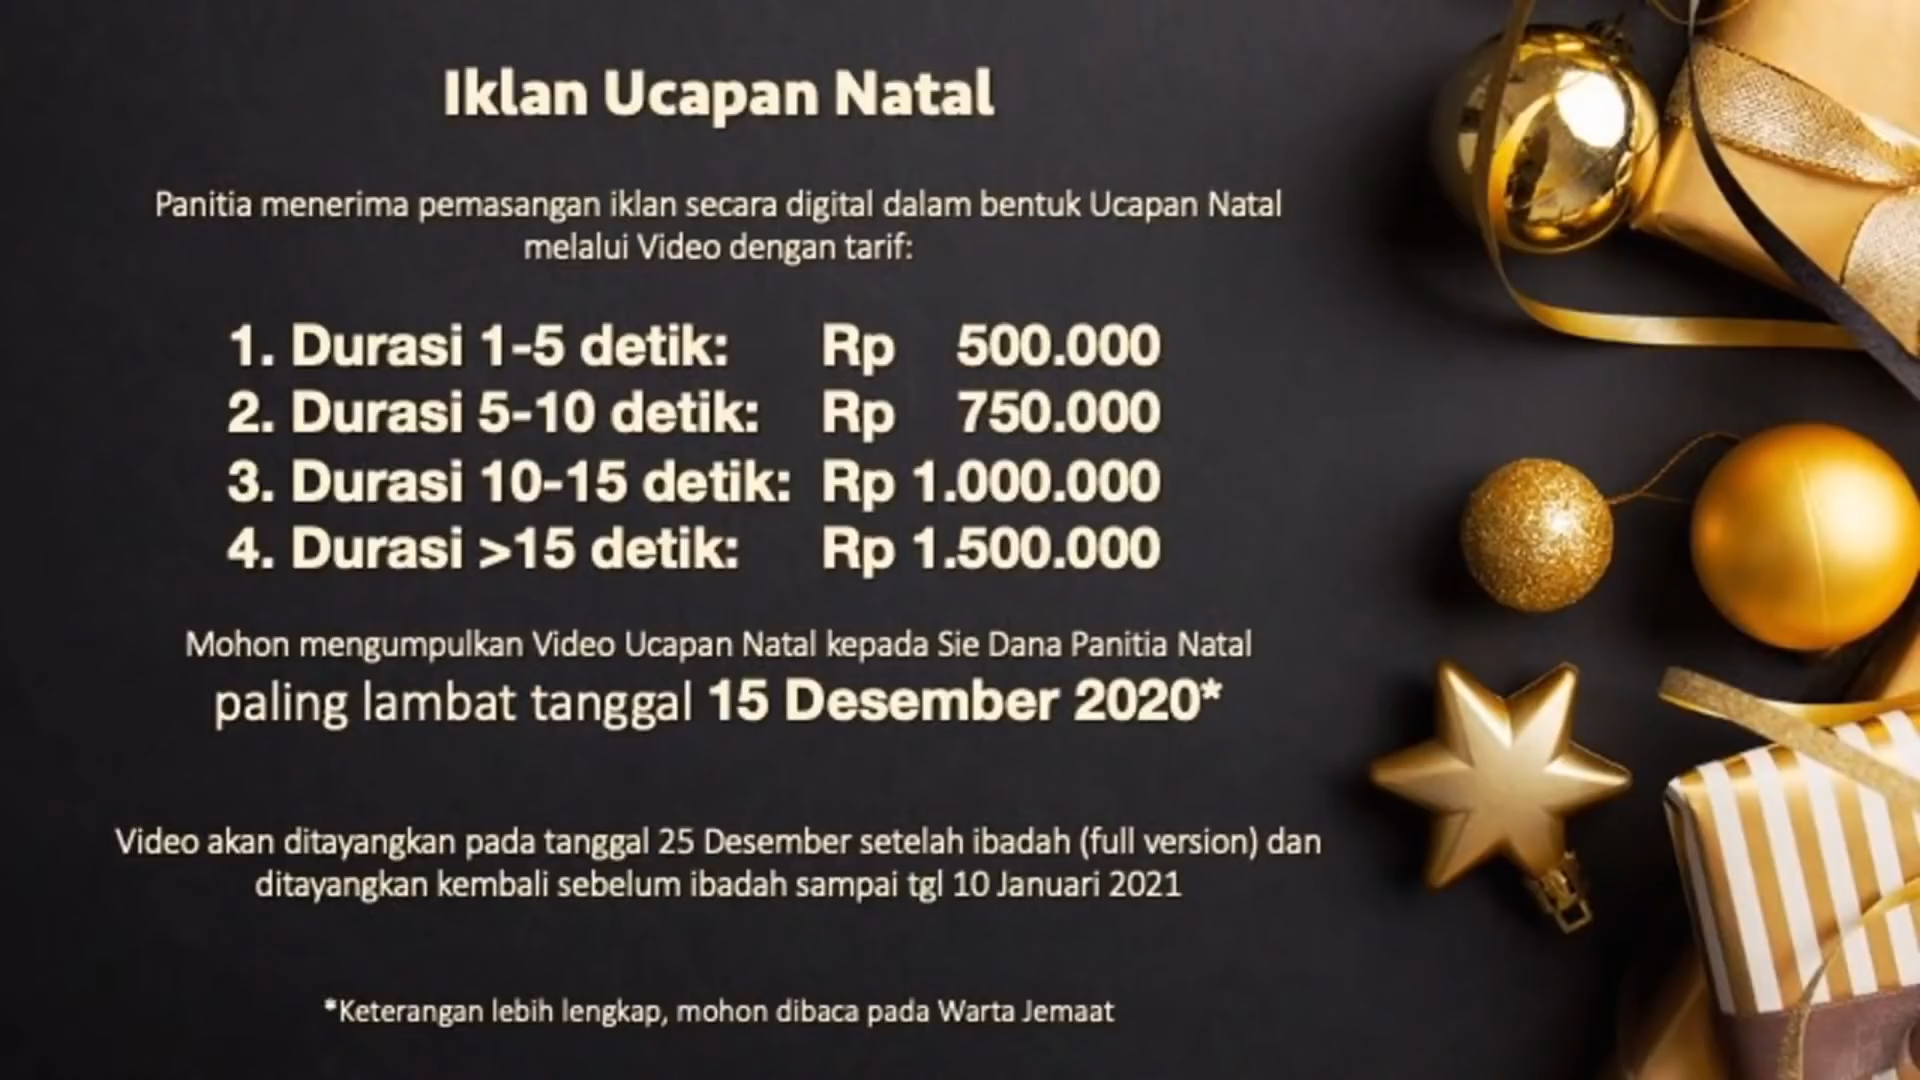 Iklan Ucapan Natal
Panitia menerima pemasangan iklan secara digital dalam bentuk Ucapan Natal
melalui Video dengan tarif:
1. Durasi 1-5 detik: Rp 500.000
2. Durasi 5-10 detik: Rp 750.000
3. Durasi 10-15 detik: Rp 1.000.000
4. Durasi >15 detik: Rp 1.500.000
Mohon mengumpulkan Video Ucapan Natal kepada Sie Dana Panitia Natal
paling lambat tanggal 15 Desember 2020*
Video akan ditayangkan pada tanggal 25 Desember setelah ibadah (full version) dan
ditayangkan kembali sebelum ibadah sampai tgl 10 Januari 2021
*Keterangan lebih lengkap, mohon dibaca pada Warta Jemaat